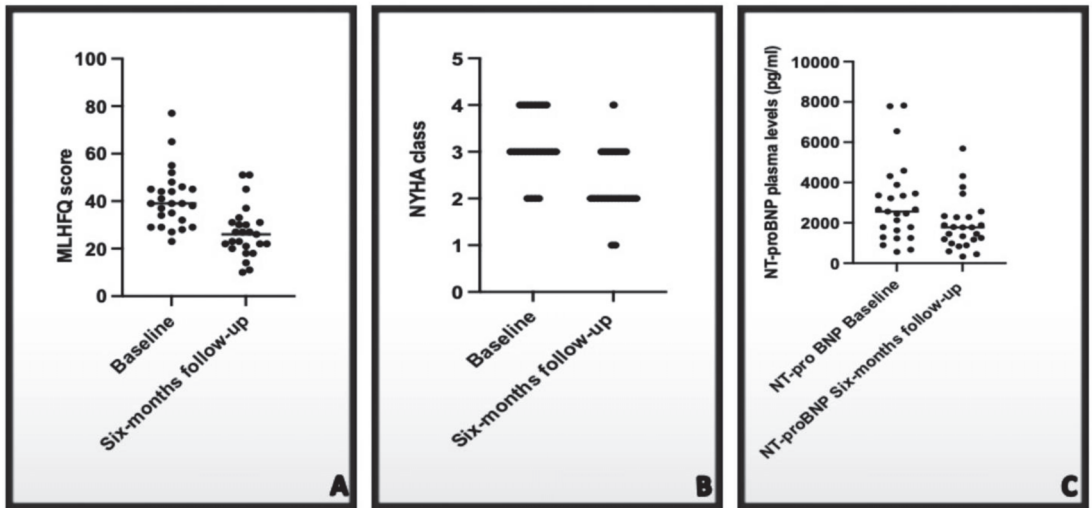 MLHFQ score
100
80
60
40
20
0
Baseline
Six-months follow-up
A
NYHA class
5
4
3
2
1
0
Baseline
Six-months follow-up
B
NT-proBNP plasma levels (pg/ml)
10000
8000
6000
4000
2000
0
NT-pro BNP Baseline
NT-proBNP Six-months follow-up
C